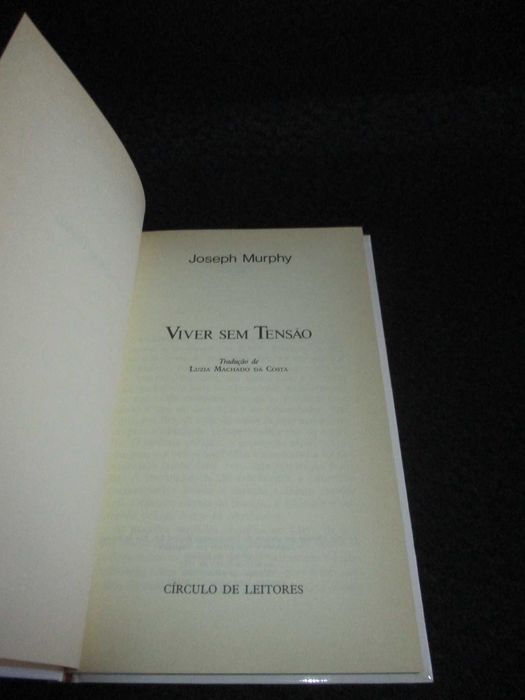 Joseph Murphy
VIVER SEM TENSÃO
Tradução de
LUZIA MACHADO DA COSTA
CÍRCULO DE LEITORES